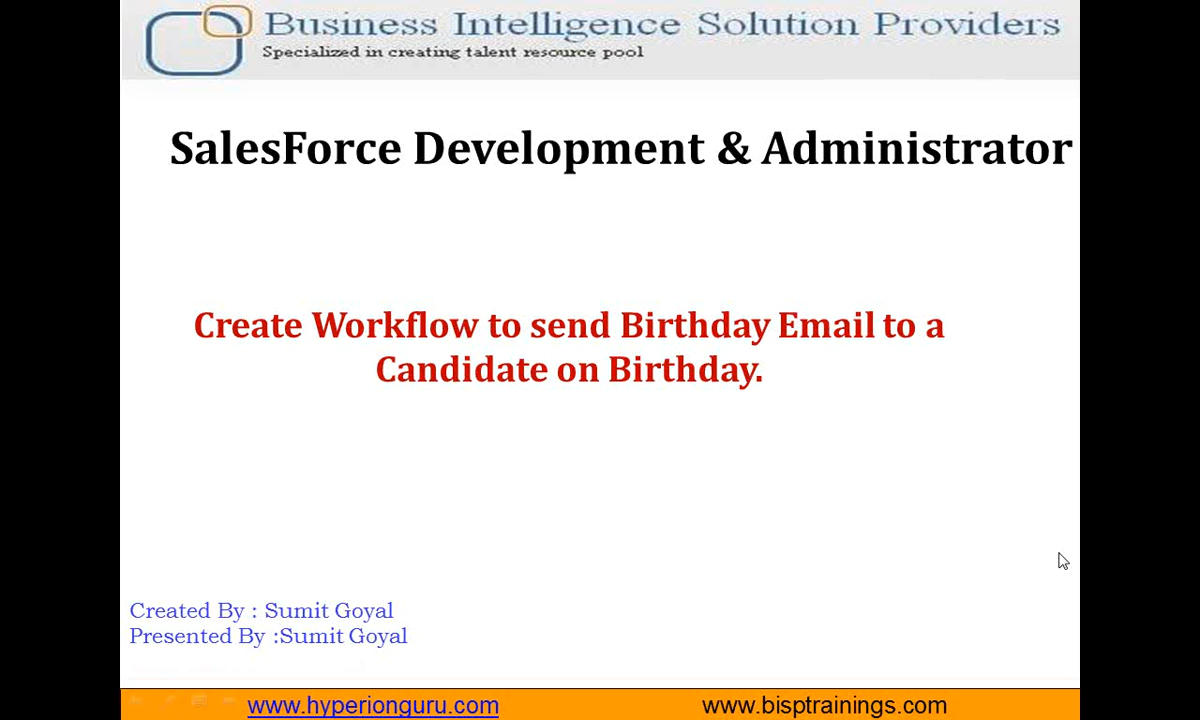 Business Intelligence Solution Providers
Specialized in creating talent resource pool
SalesForce Development & Administrator
Create Workflow to send Birthday Email to a
Candidate on Birthday.
Created By : Sumit Goyal
Presented By :Sumit Goyal
www.hyperionguru.com www.bisptrainings.com